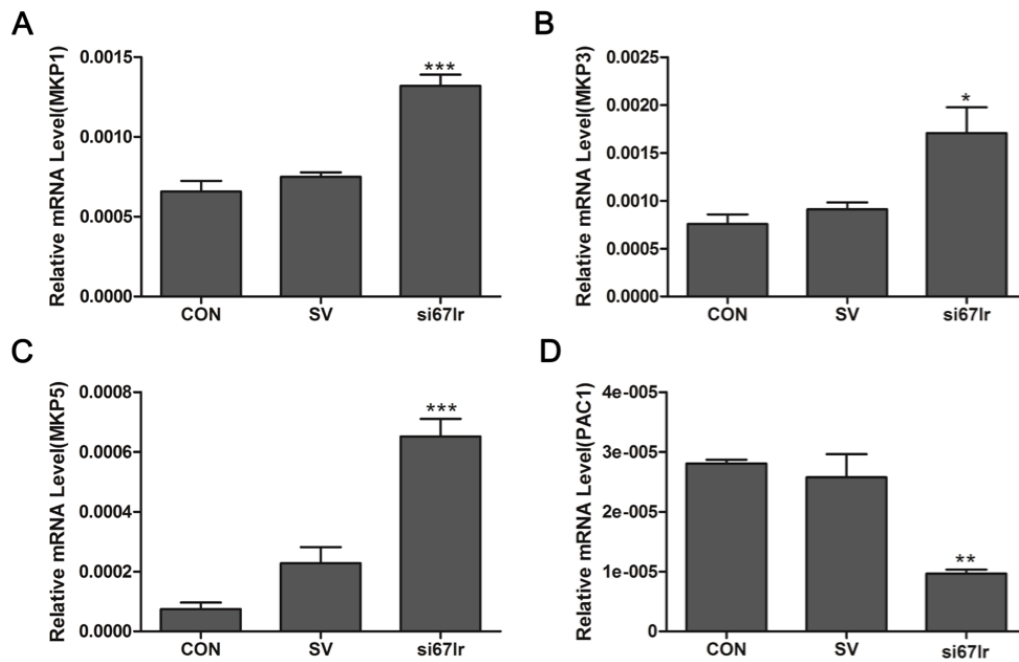 A
Relative mRNA Level(MKP1)
0.0015
0.0010
0.0005
0.0000
***
CON SV si67lr
B
Relative mRNA Level(MKP3)
0.0025
0.0020
0.0015
0.0010
0.0005
0.0000
*
CON SV si67lr
C
Relative mRNA Level(MKP5)
0.0008
0.0006
0.0004
0.0002
0.0000
***
CON SV si67lr
D
Relative mRNA Level(PAC1)
4e-005
3e-005
2e-005
1e-005
0
**
CON SV si67lr